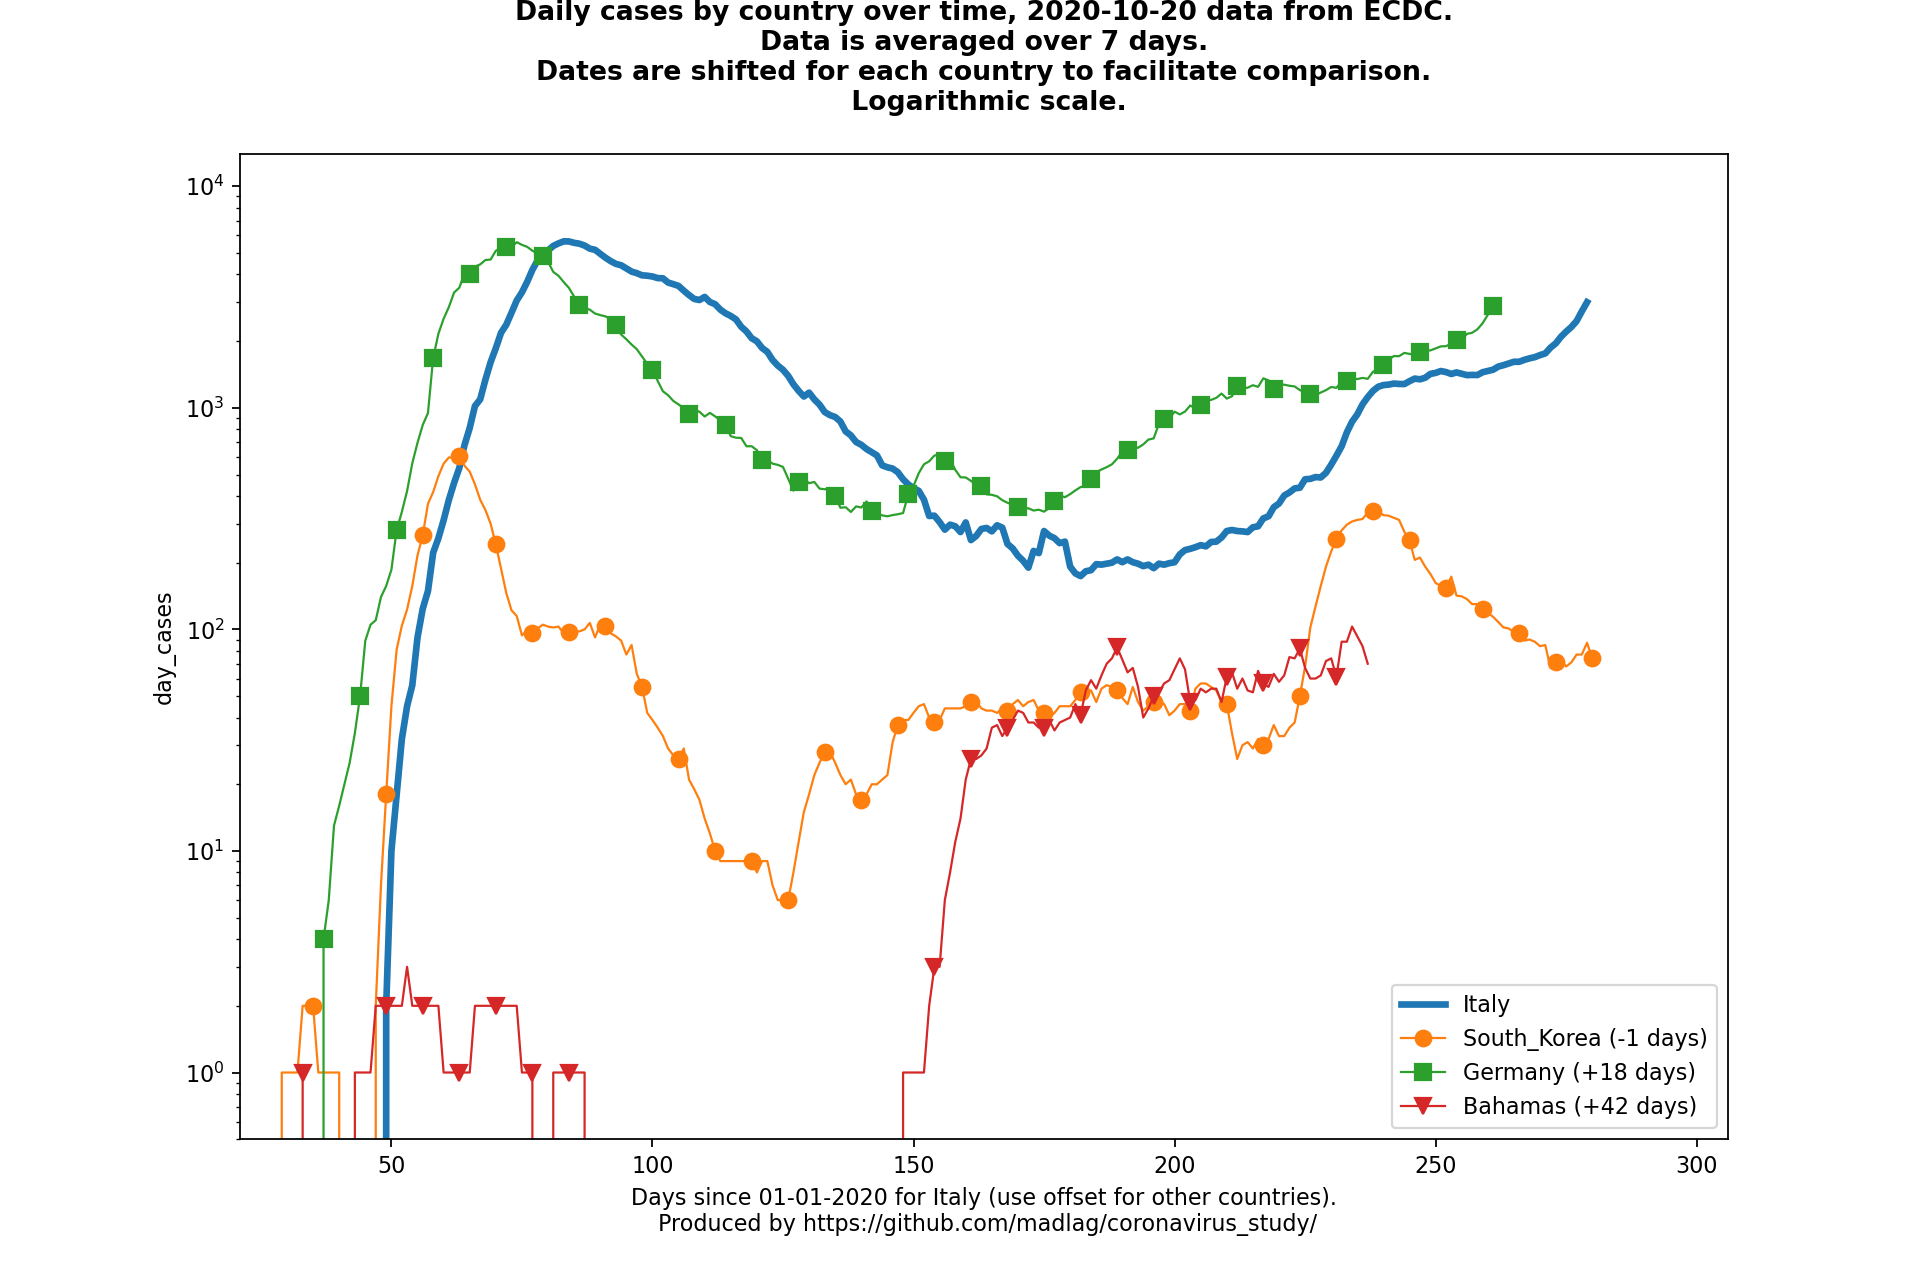 Daily cases by country over time, 2020-10-20 data from ECDC.
Data is averaged over 7 days.
Dates are shifted for each country to facilitate comparison.
Logarithmic scale.
10^4
10^3
10^2
10^1
10^0
day_cases
Italy
South_Korea (-1 days)
Germany (+18 days)
Bahamas (+42 days)
50 100 150 200 250 300
Days since 01-01-2020 for Italy (use offset for other countries).
Produced by https://github.com/madlag/coronavirus_study/